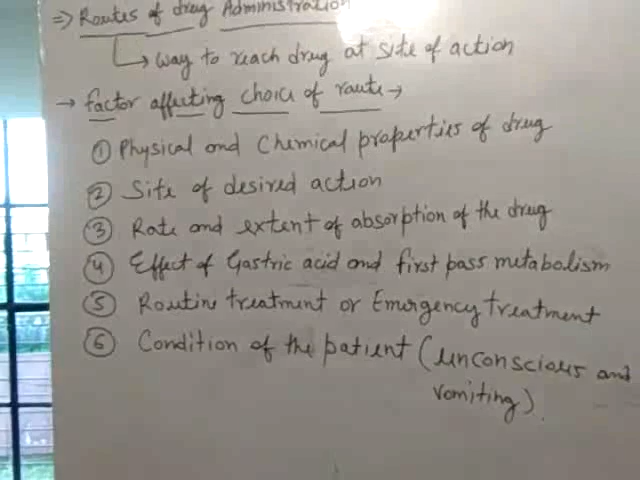 ⇒ Routes of drug Administration
↳ way to reach drug at site of action
→ factor affecting choice of route →
① Physical and Chemical properties of drug
② Site of desired action
③ Rate and extent of absorption of the drug
④ Effect of Gastric acid and first pass metabolism
⑤ Routine treatment or Emergency treatment
⑥ Condition of the patient (unconscious and
vomiting).